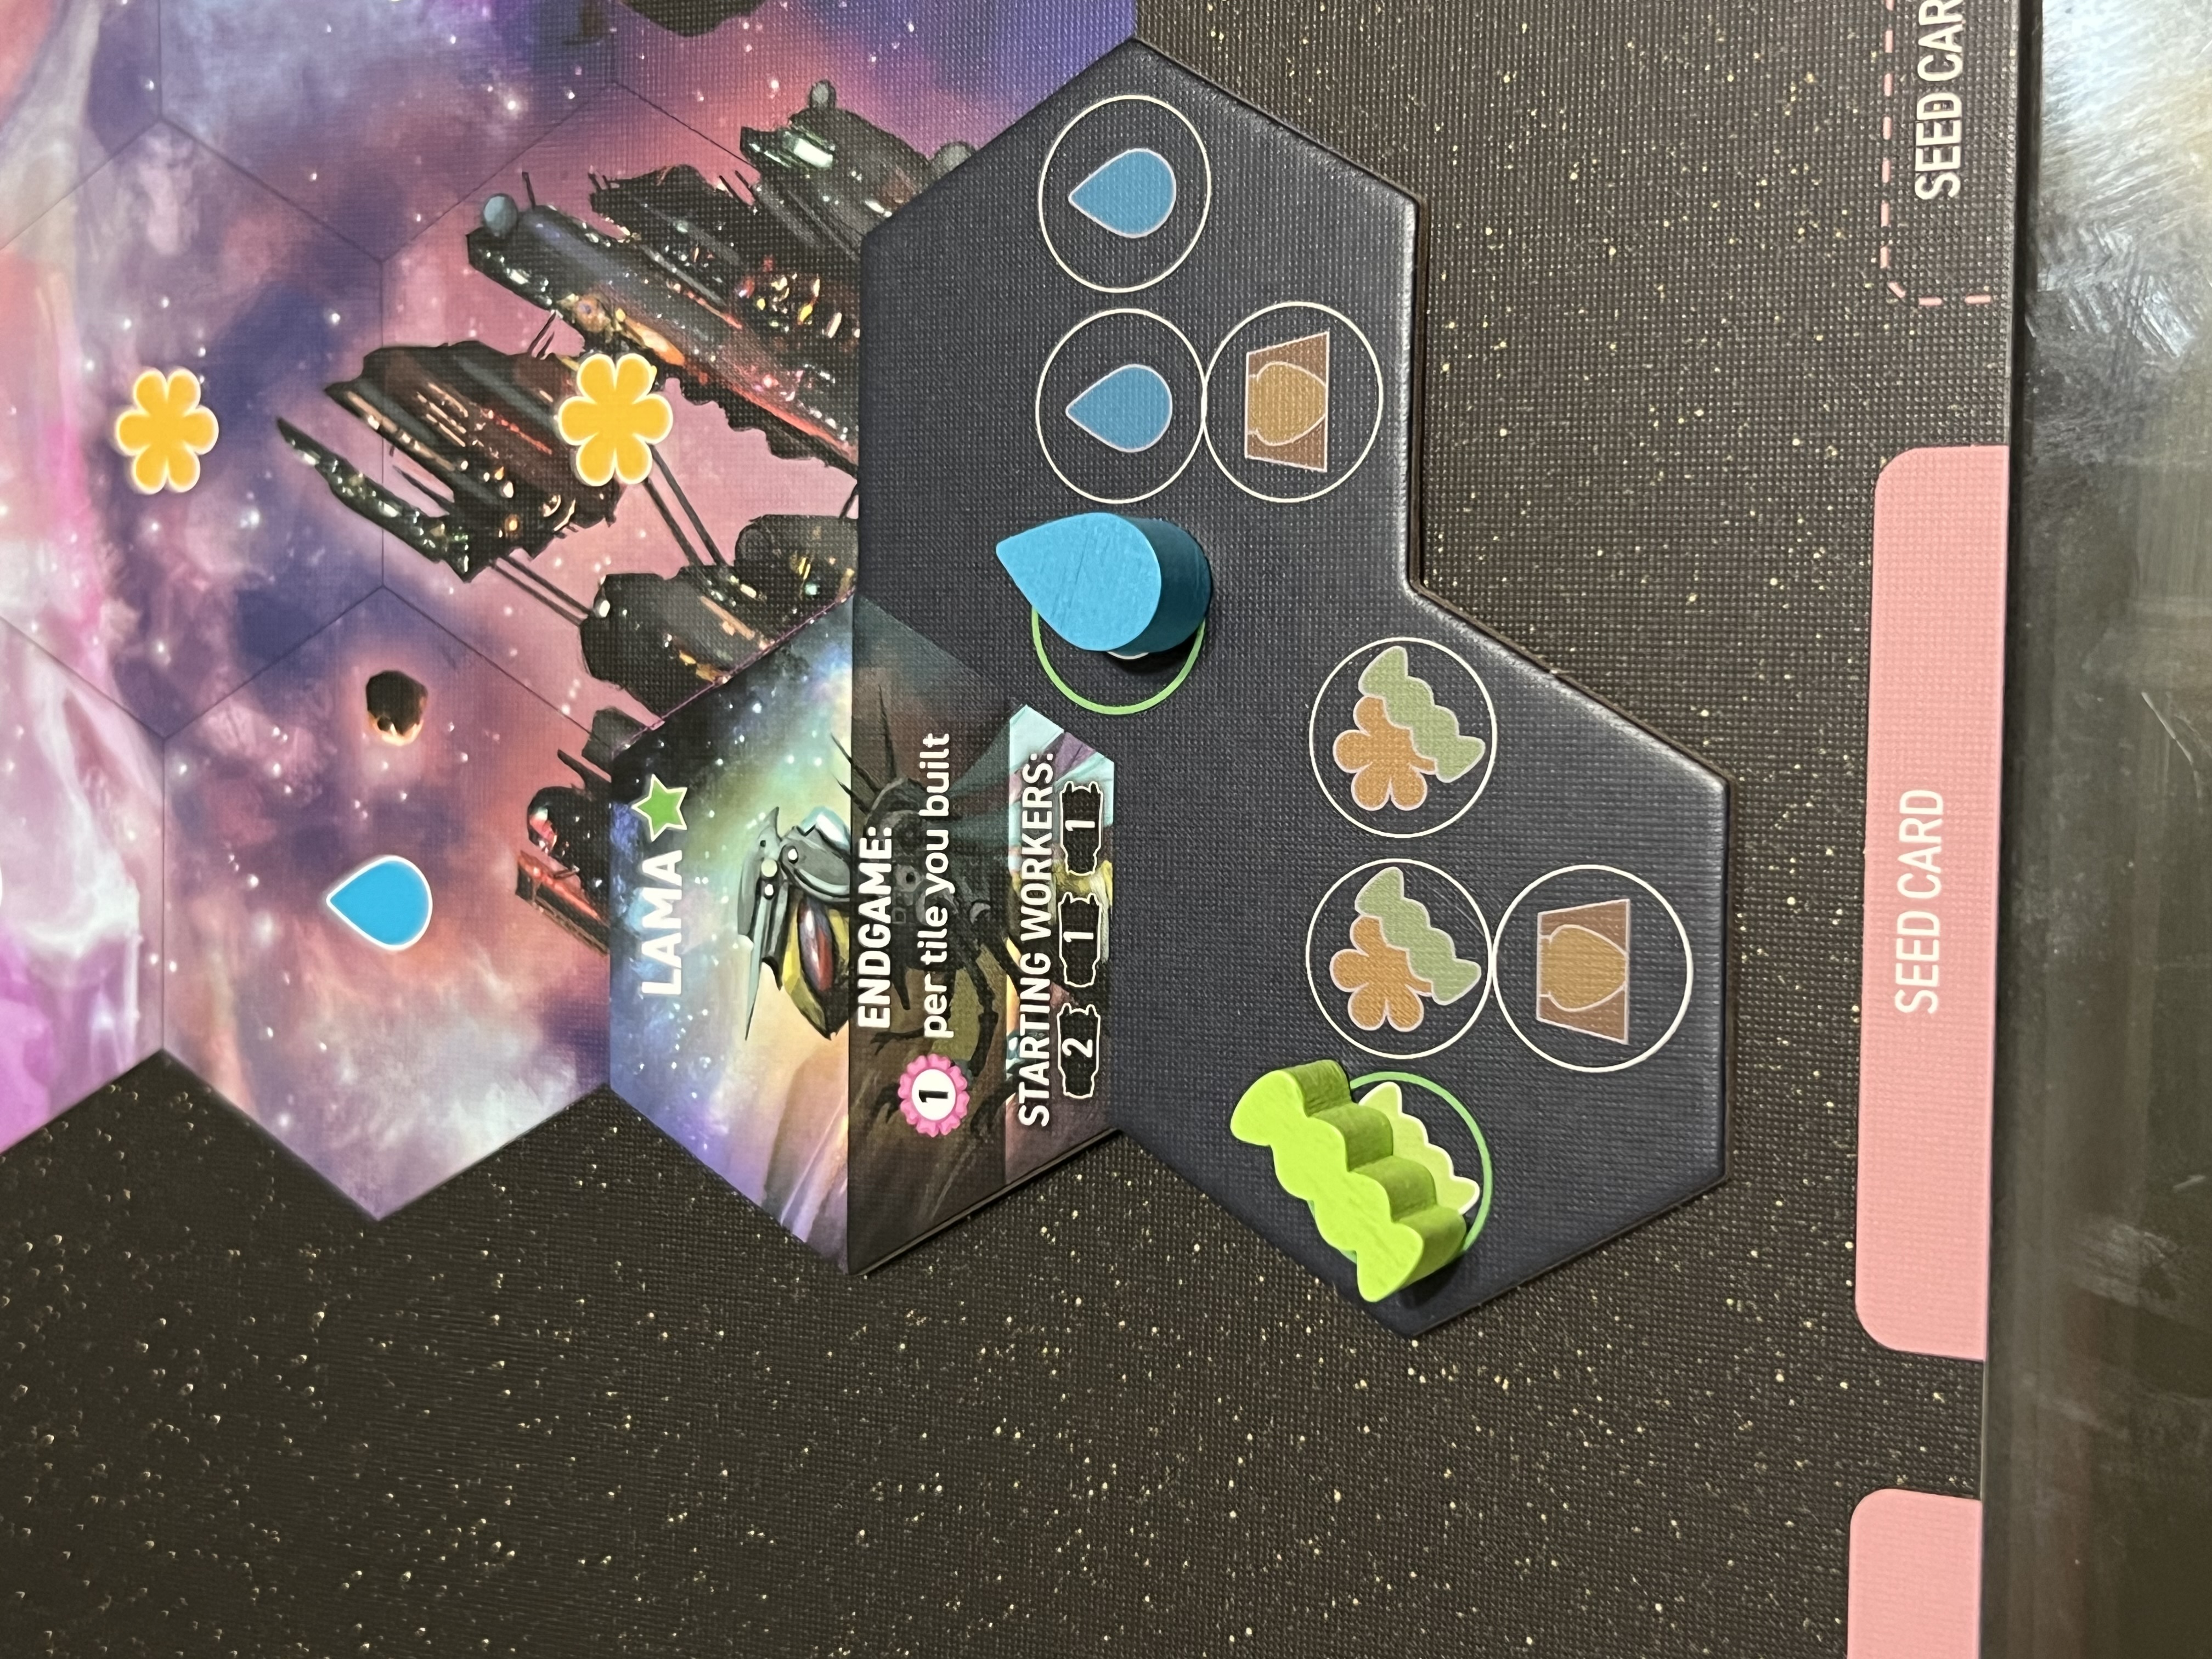 LAMA
ENDGAME:
1 per tile you built
STARTING WORKERS:
2 1 1
SEED CARD
SEED CAR